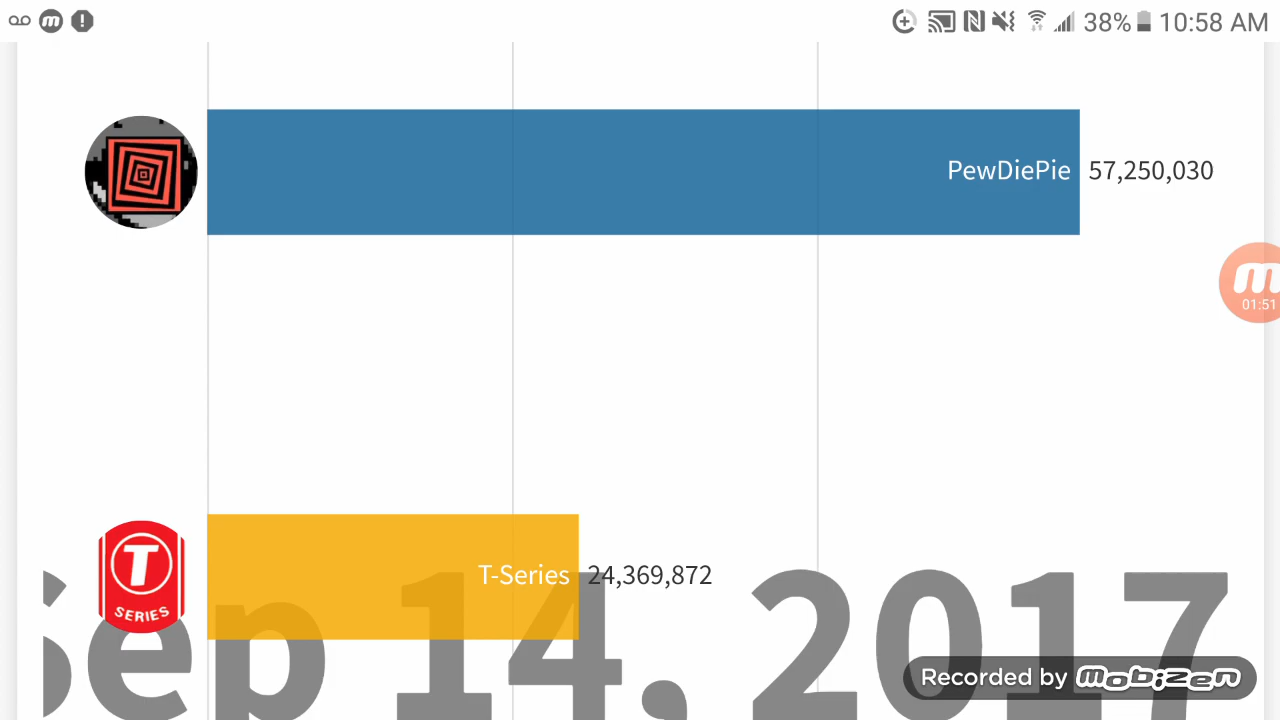 38% 10:58 AM
PewDiePie 57,250,030
01:51
T-Series 24,369,872
T
SERIES
Sep 14, 2017
Recorded by mobizen